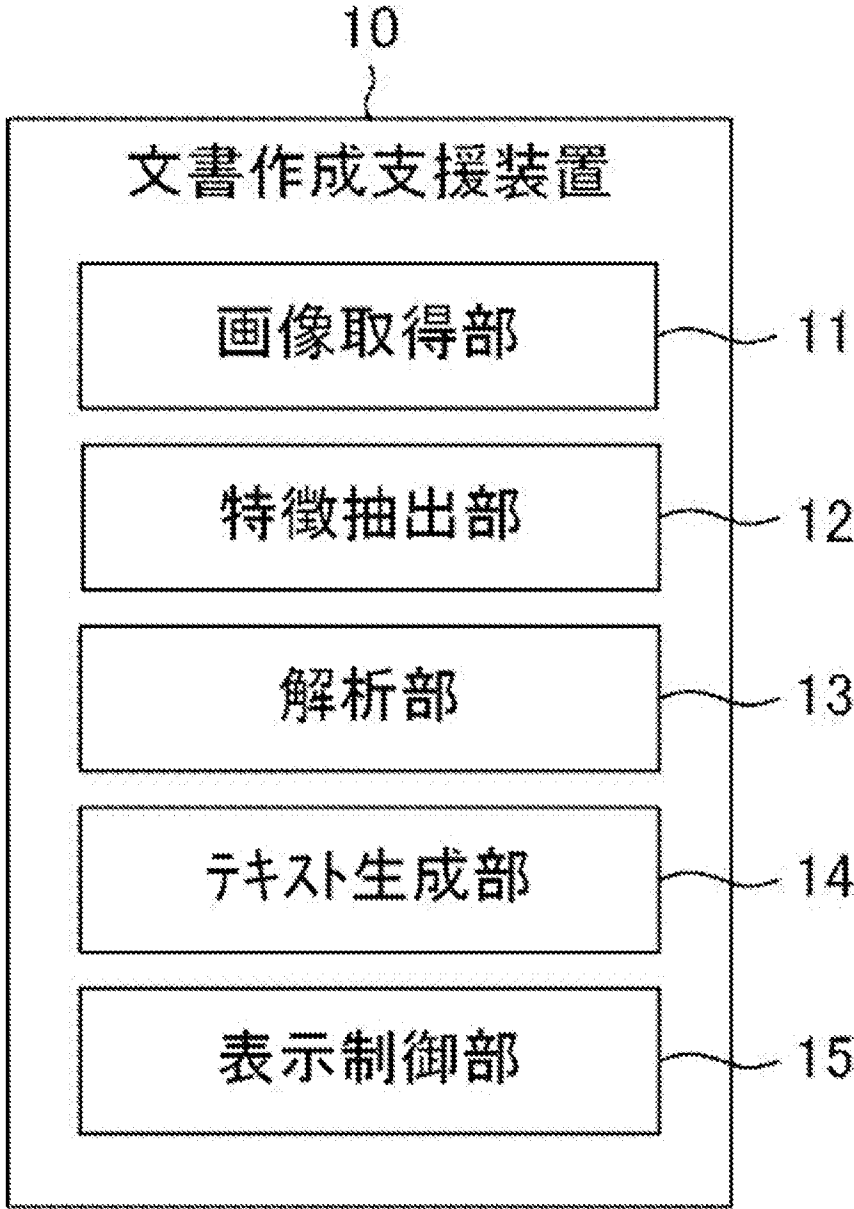 10
文書作成支援装置
画像取得部 11
特徴抽出部 12
解析部 13
テキスト生成部 14
表示制御部 15